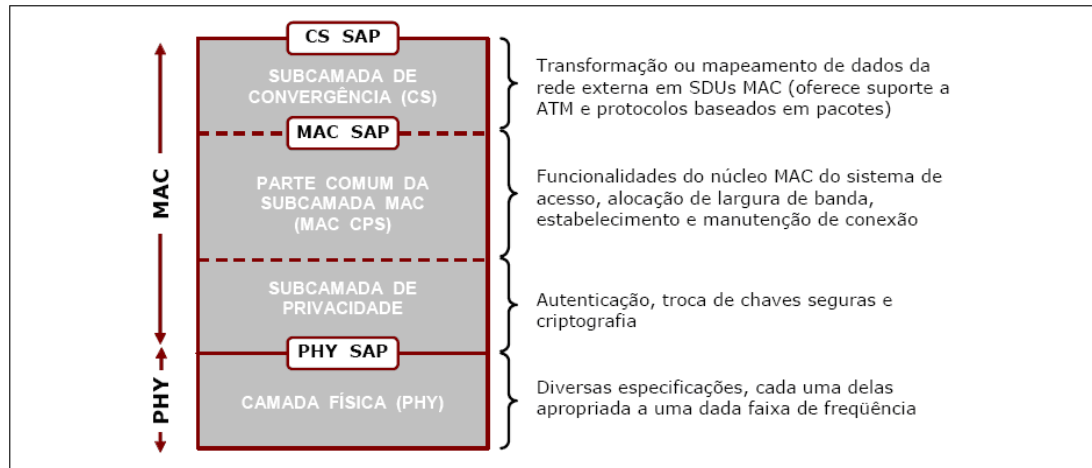 CS SAP
SUBCAMADA DE
CONVERGÊNCIA (CS)
Transformação ou mapeamento de dados da
rede externa em SDUs MAC (oferece suporte a
ATM e protocolos baseados em pacotes)
MAC SAP
MAC
PARTE COMUM DA
SUBCAMADA MAC
(MAC CPS)
Funcionalidades do núcleo MAC do sistema de
acesso, alocação de largura de banda,
estabelecimento e manutenção de conexão
SUBCAMADA DE
PRIVACIDADE
Autenticação, troca de chaves seguras e
criptografia
PHY SAP
PHY
CAMADA FÍSICA (PHY)
Diversas especificações, cada uma delas
apropriada a uma dada faixa de freqüência